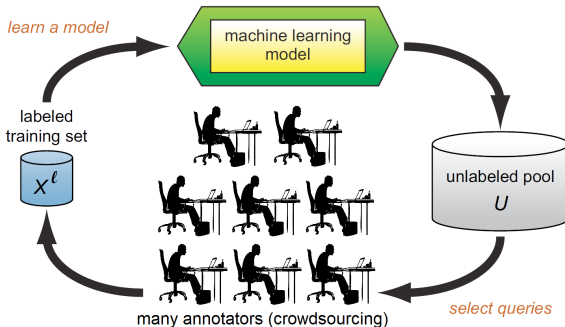 learn a model
machine learning
model
labeled
training set
X^ℓ
unlabeled pool
U
select queries
many annotators (crowdsourcing)